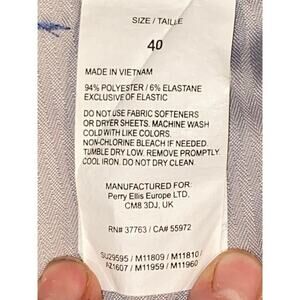 SIZE / TAILLE
40
MADE IN VIETNAM
94% POLYESTER / 6% ELASTANE
EXCLUSIVE OF ELASTIC
DO NOT USE FABRIC SOFTENERS
OR DRYER SHEETS. MACHINE WASH
COLD WITH LIKE COLORS.
NON-CHLORINE BLEACH IF NEEDED.
TUMBLE DRY LOW. REMOVE PROMPTLY.
COOL IRON. DO NOT DRY CLEAN.
MANUFACTURED FOR:
Perry Ellis Europe LTD.
CM8 3DJ, UK
RN# 37763 / CA# 55972
SU29595 / M11809 / M11810 /
AZ1607 / M11959 / M11960